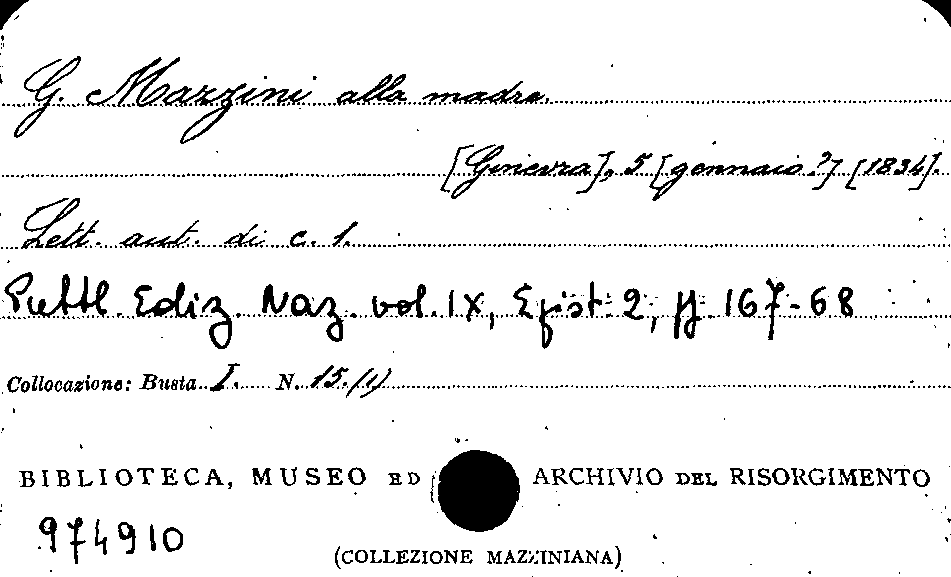 G. Mazzini alla madre.
[Ginevra], 5 [gennaio?] [1834].
Lett. aut. di c. 1.
Pubbl. Ediz. Naz. vol. IX, Epist. 2, pp. 167-68
Collocazione: Busta I. N. 15.(1)
BIBLIOTECA, MUSEO ED ARCHIVIO DEL RISORGIMENTO
974910
(COLLEZIONE MAZZINIANA)